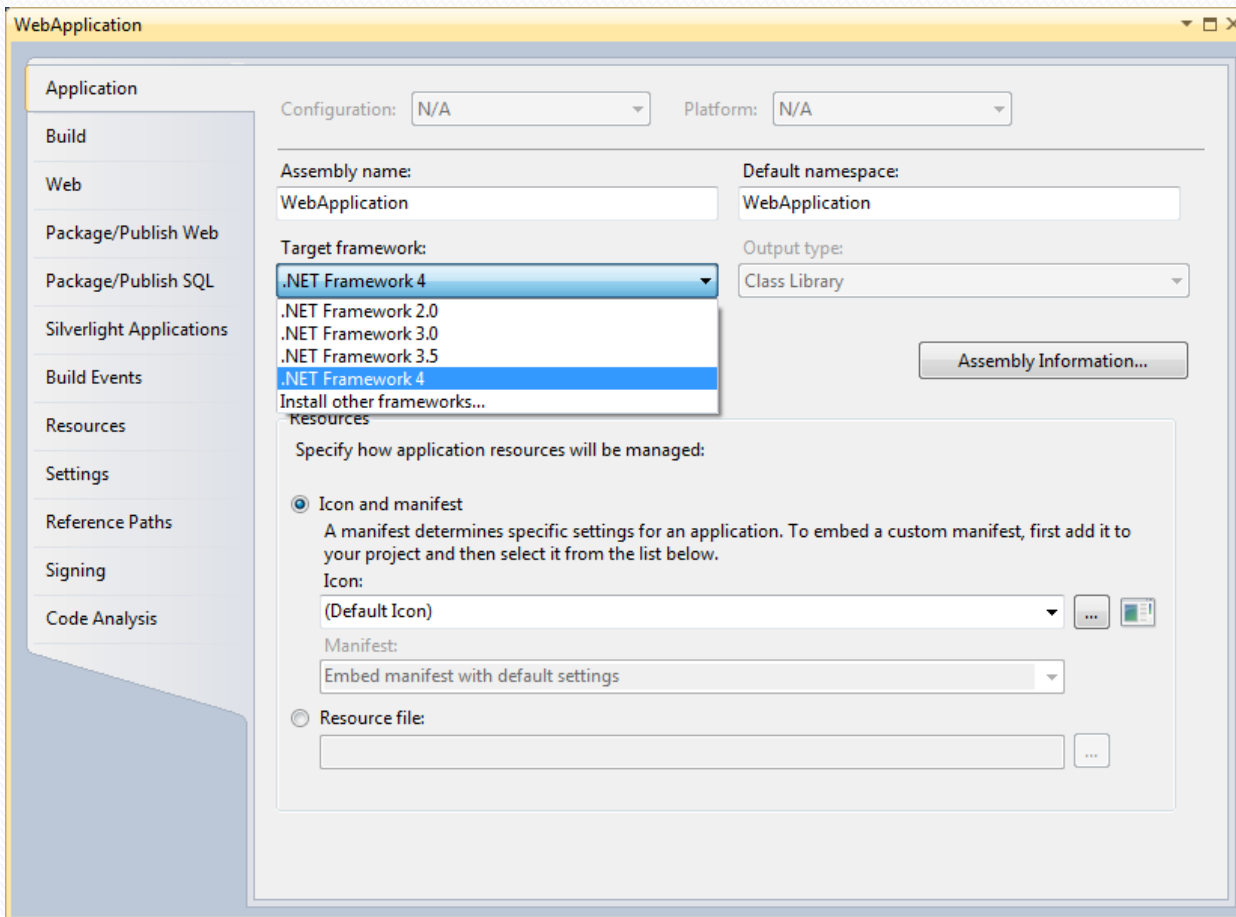 WebApplication
Application
Build
Web
Package/Publish Web
Package/Publish SQL
Silverlight Applications
Build Events
Resources
Settings
Reference Paths
Signing
Code Analysis
Configuration: N/A Platform: N/A
Assembly name: Default namespace:
WebApplication WebApplication
Target framework: Output type:
.NET Framework 4 Class Library
.NET Framework 2.0
.NET Framework 3.0
.NET Framework 3.5
.NET Framework 4
Install other frameworks...
Assembly Information...
Resources
Specify how application resources will be managed:
Icon and manifest
A manifest determines specific settings for an application. To embed a custom manifest, first add it to
your project and then select it from the list below.
Icon:
(Default Icon) ...
Manifest:
Embed manifest with default settings
Resource file:
...